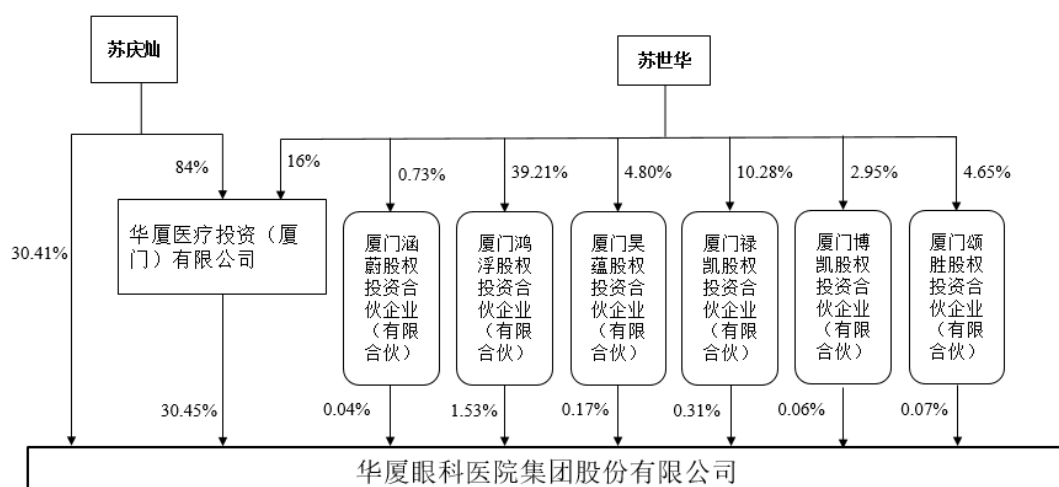 苏庆灿
苏世华
84%
16%
0.73%
39.21%
4.80%
10.28%
2.95%
4.65%
30.41%
华厦医疗投资（厦
门）有限公司
厦门涵
蔚股权
投资合
伙企业
（有限
合伙）
厦门鸿
浮股权
投资合
伙企业
（有限
合伙）
厦门昊
蕴股权
投资合
伙企业
（有限
合伙）
厦门禄
凯股权
投资合
伙企业
（有限
合伙）
厦门博
凯股权
投资合
伙企业
（有限
合伙）
厦门颂
胜股权
投资合
伙企业
（有限
合伙）
30.45%
0.04%
1.53%
0.17%
0.31%
0.06%
0.07%
华厦眼科医院集团股份有限公司